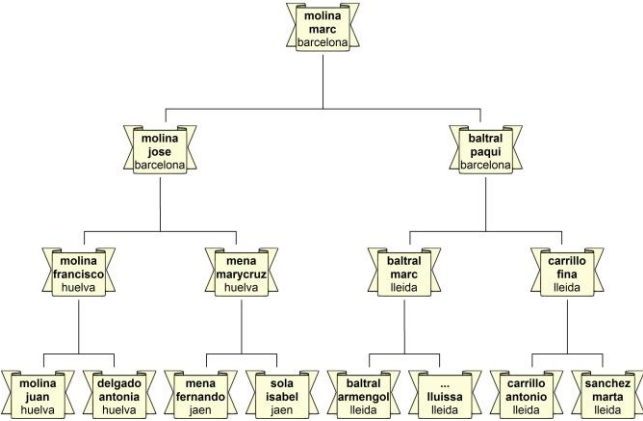 molina
marc
barcelona
molina
jose
barcelona
baltral
paqui
barcelona
molina
francisco
huelva
mena
marycruz
huelva
baltral
marc
lleida
carrillo
fina
lleida
molina
juan
huelva
delgado
antonia
huelva
mena
fernando
jaen
sola
isabel
jaen
baltral
armengol
lleida
...
lluissa
lleida
carrillo
antonio
lleida
sanchez
marta
lleida